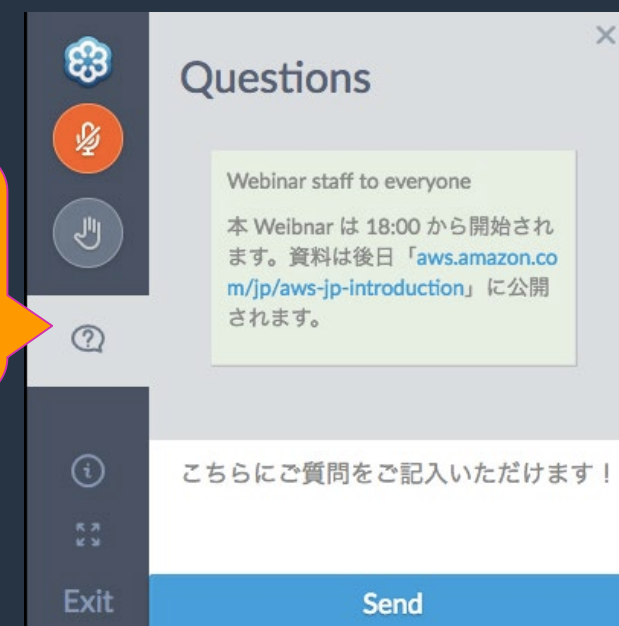 Questions
Webinar staff to everyone
本 Weibnar は 18:00 から開始され
ます。資料は後日「aws.amazon.co
m/jp/aws-jp-introduction」に公開
されます。
こちらにご質問をご記入いただけます！
Exit
Send